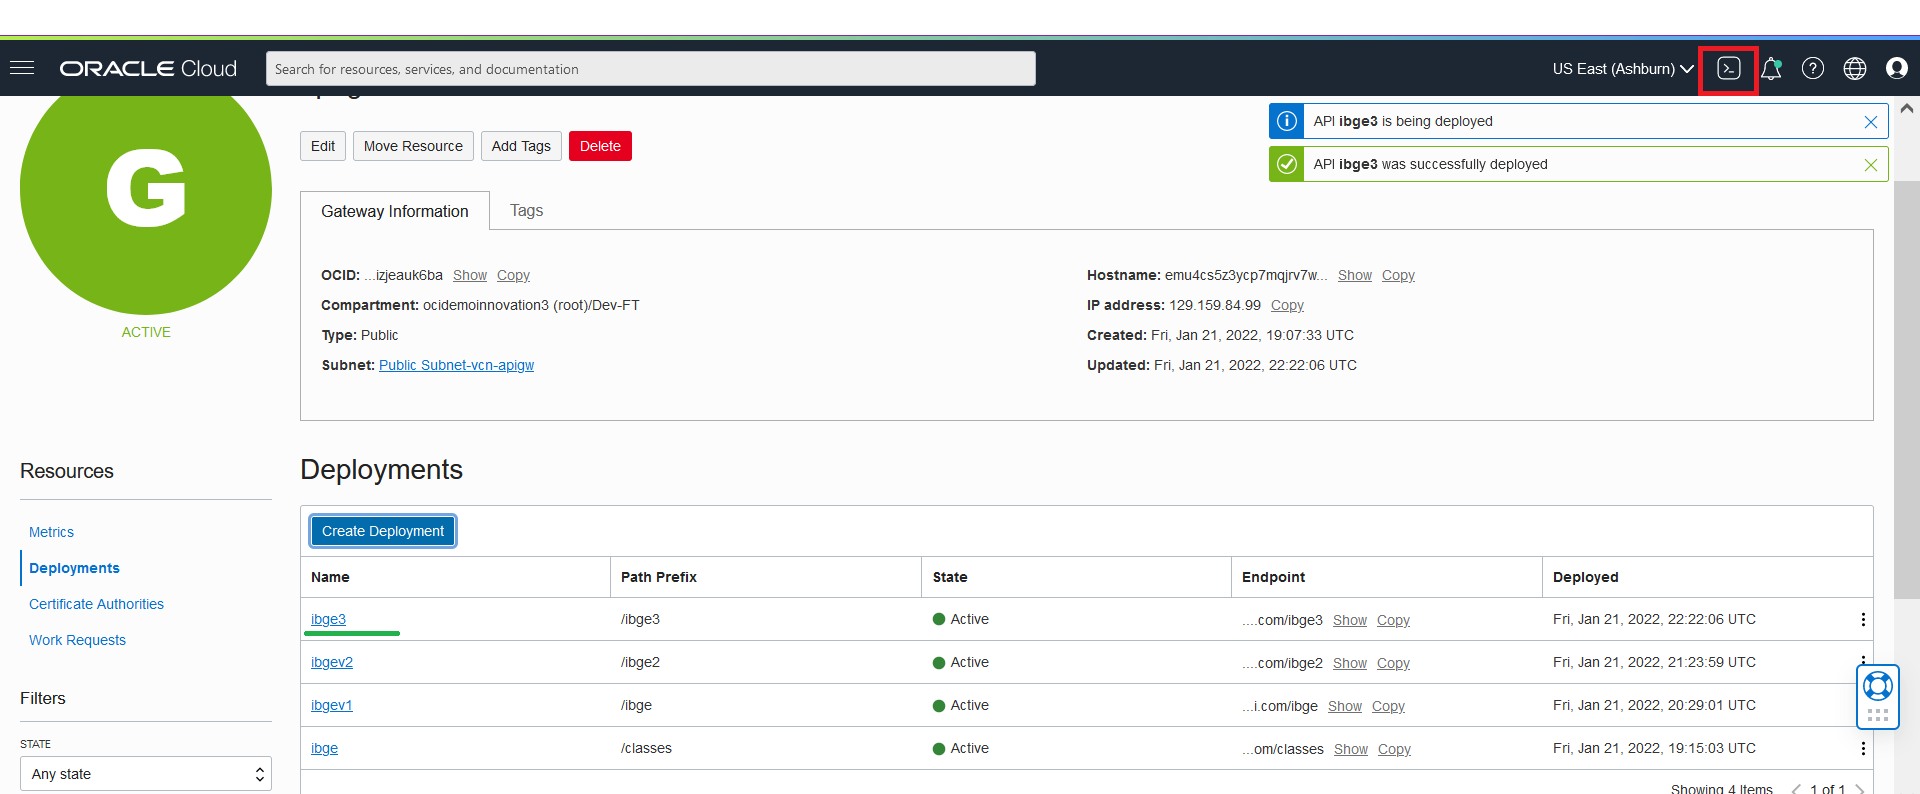 ORACLE Cloud
Search for resources, services, and documentation
US East (Ashburn)
API ibge3 is being deployed
API ibge3 was successfully deployed
Edit
Move Resource
Add Tags
Delete
G
ACTIVE
Gateway Information
Tags
OCID: ...izjeauk6ba Show Copy
Compartment: ocidemoinnovation3 (root)/Dev-FT
Type: Public
Subnet: Public Subnet-vcn-apigw
Hostname: emu4cs5z3ycp7mqjrv7w... Show Copy
IP address: 129.159.84.99 Copy
Created: Fri, Jan 21, 2022, 19:07:33 UTC
Updated: Fri, Jan 21, 2022, 22:22:06 UTC
Resources
Metrics
Deployments
Certificate Authorities
Work Requests
Filters
STATE
Any state
Deployments
Create Deployment
Name Path Prefix State Endpoint Deployed
ibge3 /ibge3 Active ....com/ibge3 Show Copy Fri, Jan 21, 2022, 22:22:06 UTC
ibgev2 /ibge2 Active ....com/ibge2 Show Copy Fri, Jan 21, 2022, 21:23:59 UTC
ibgev1 /ibge Active ...i.com/ibge Show Copy Fri, Jan 21, 2022, 20:29:01 UTC
ibge /classes Active ...om/classes Show Copy Fri, Jan 21, 2022, 19:15:03 UTC
Showing 4 Items 1 of 1